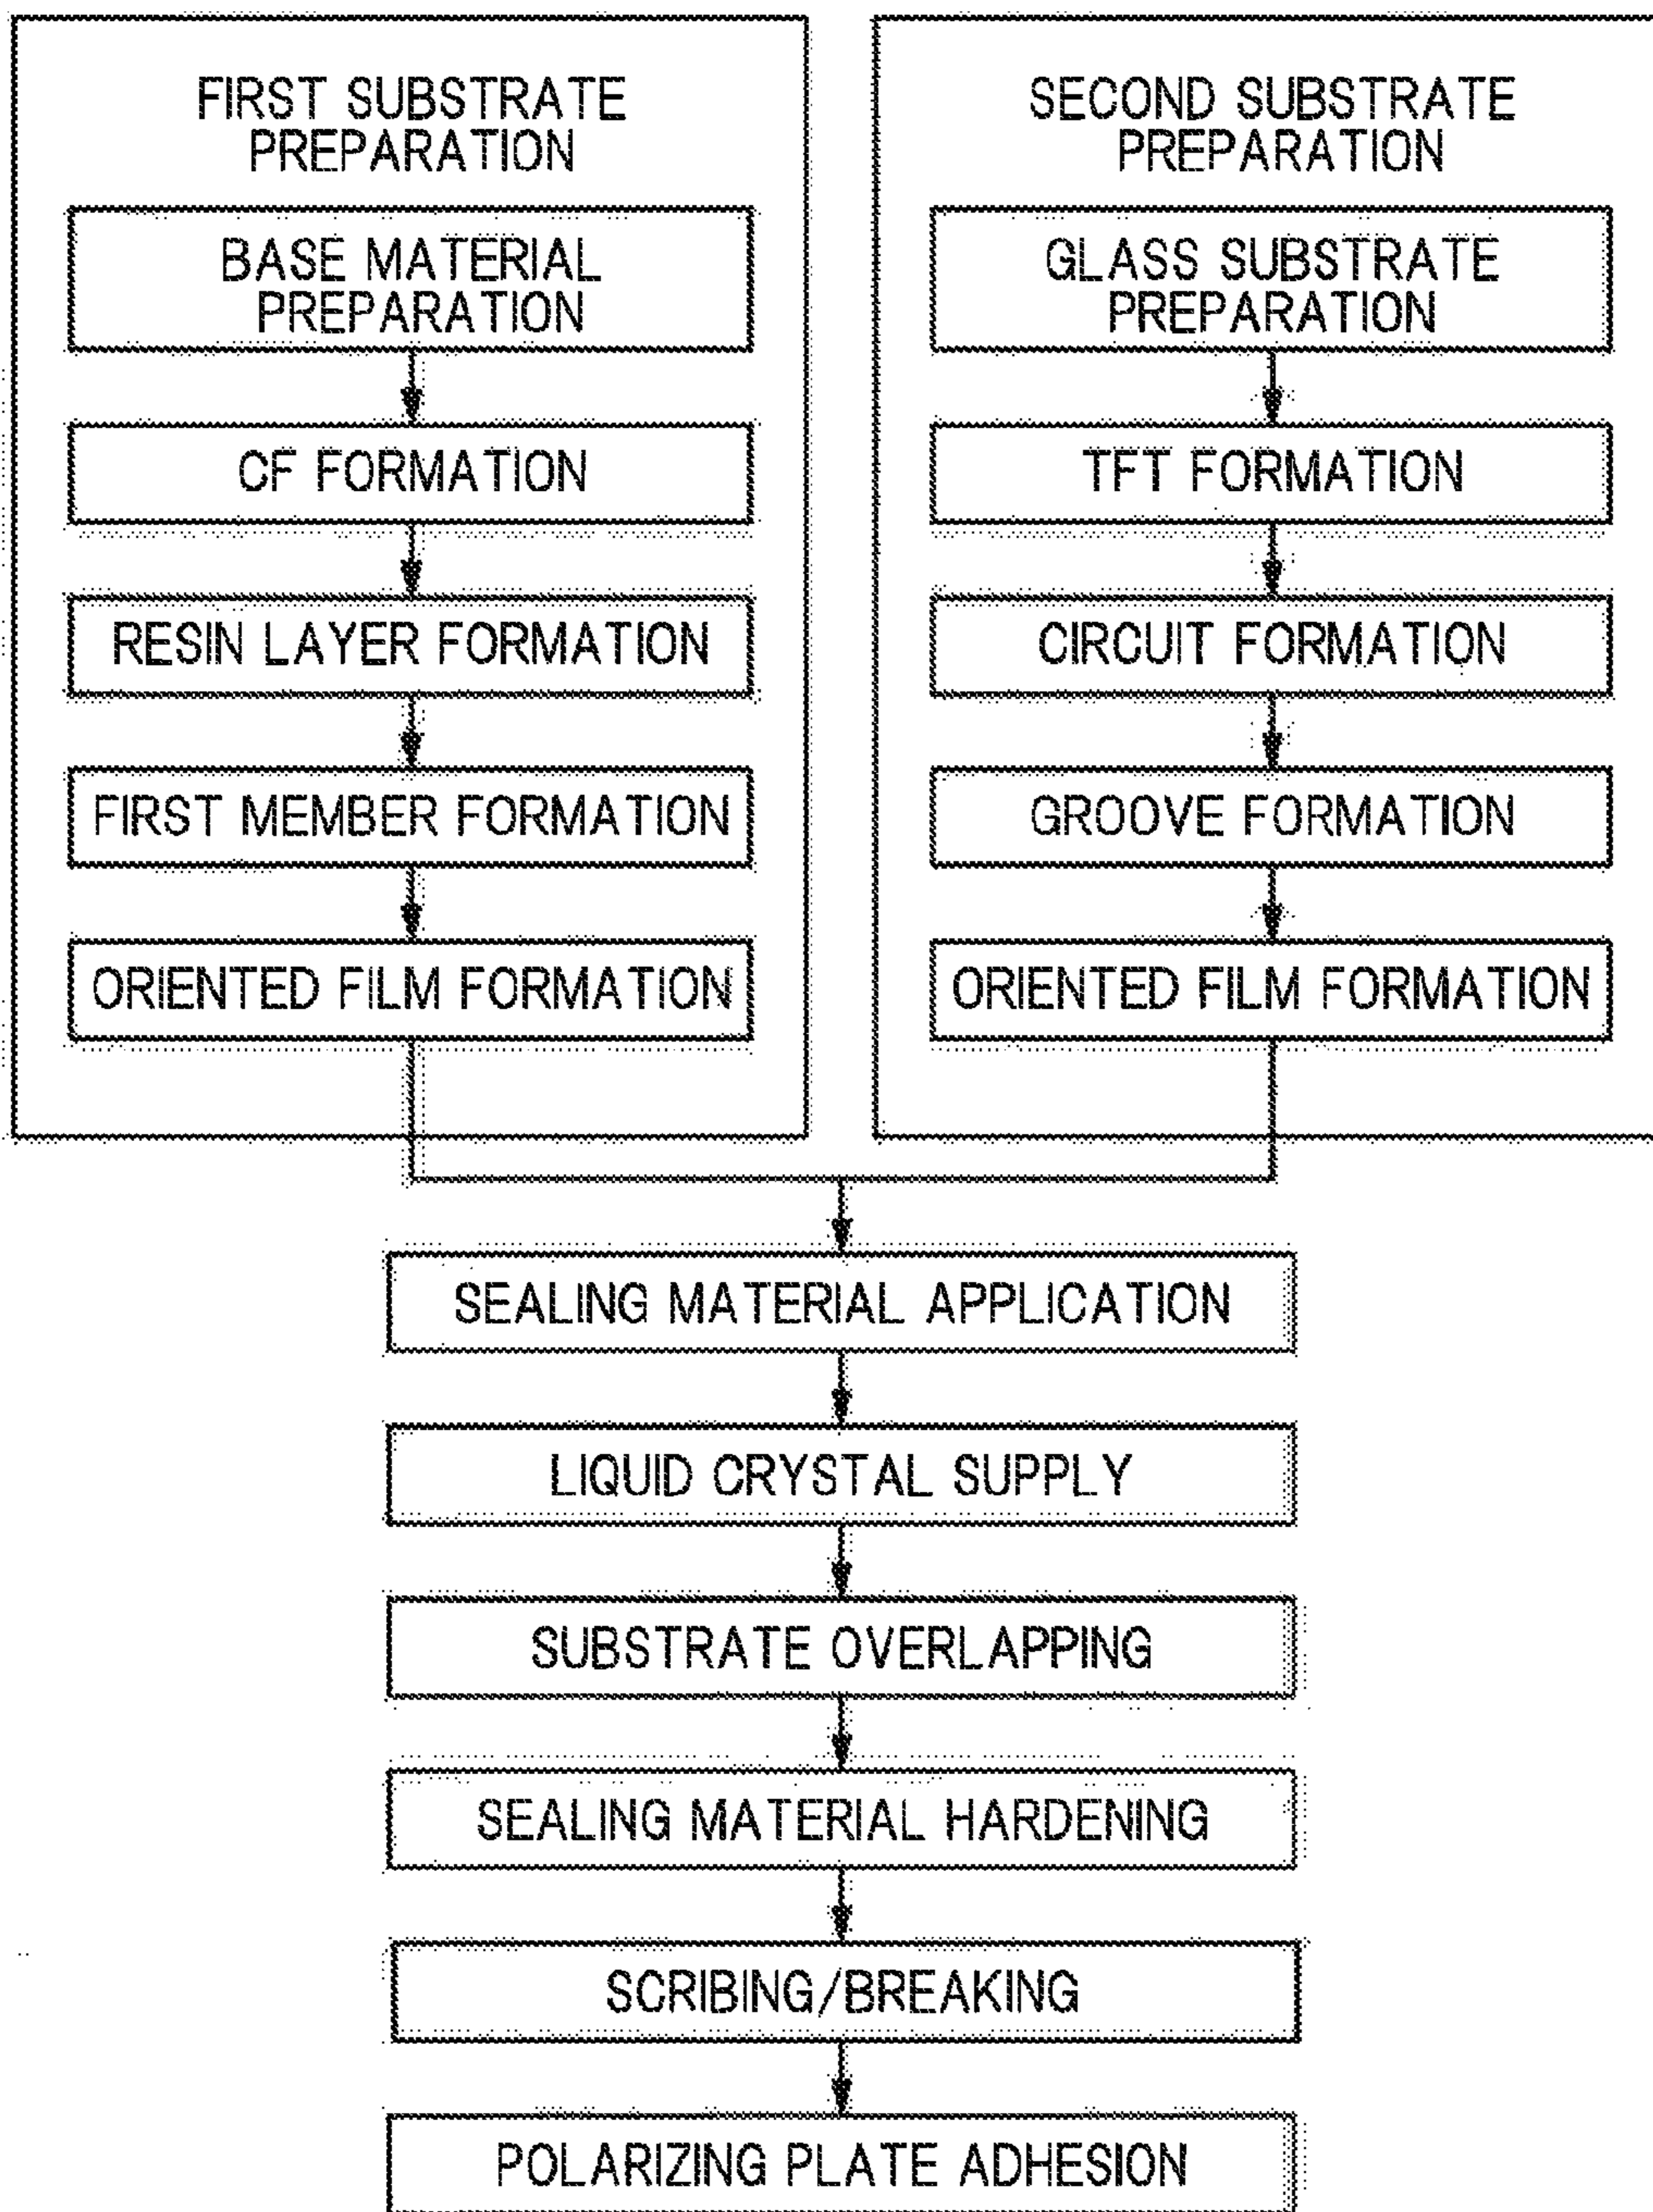 FIRST SUBSTRATE
PREPARATION
BASE MATERIAL
PREPARATION
CF FORMATION
RESIN LAYER FORMATION
FIRST MEMBER FORMATION
ORIENTED FILM FORMATION
SECOND SUBSTRATE
PREPARATION
GLASS SUBSTRATE
PREPARATION
TFT FORMATION
CIRCUIT FORMATION
GROOVE FORMATION
ORIENTED FILM FORMATION
SEALING MATERIAL APPLICATION
LIQUID CRYSTAL SUPPLY
SUBSTRATE OVERLAPPING
SEALING MATERIAL HARDENING
SCRIBING/BREAKING
POLARIZING PLATE ADHESION